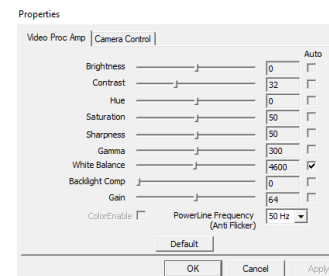 Properties
Video Proc Amp Camera Control
Auto
Brightness 0
Contrast 32
Hue 0
Saturation 50
Sharpness 50
Gamma 300
White Balance 4600
Backlight Comp 0
Gain 64
ColorEnable PowerLine Frequency 50 Hz
(Anti Flicker)
Default
OK Cancel Apply